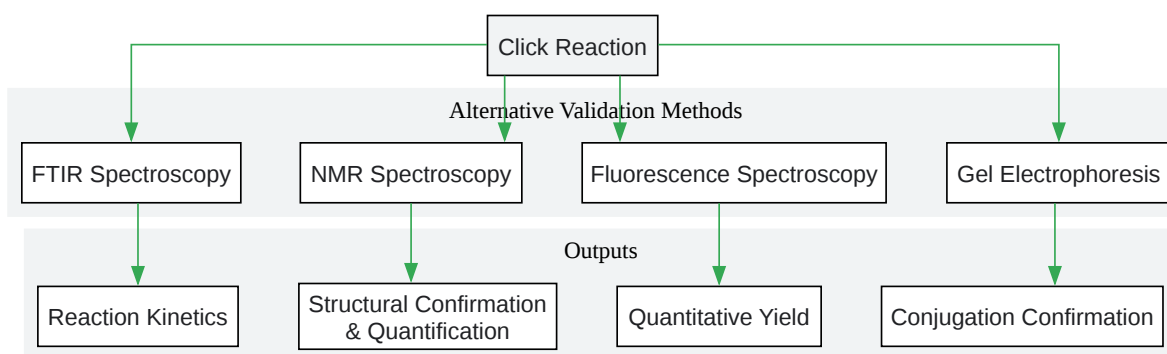 Click Reaction
Alternative Validation Methods
FTIR Spectroscopy
NMR Spectroscopy
Fluorescence Spectroscopy
Gel Electrophoresis
Outputs
Reaction Kinetics
Structural Confirmation
& Quantification
Quantitative Yield
Conjugation Confirmation